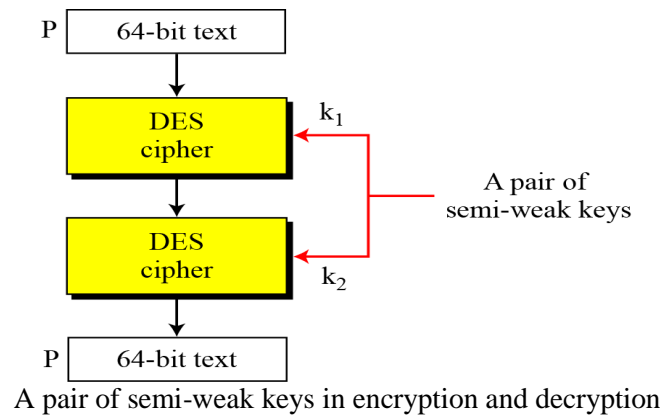 P 64-bit text
DES
cipher
k₁
A pair of
semi-weak keys
DES
cipher
k₂
P 64-bit text
A pair of semi-weak keys in encryption and decryption